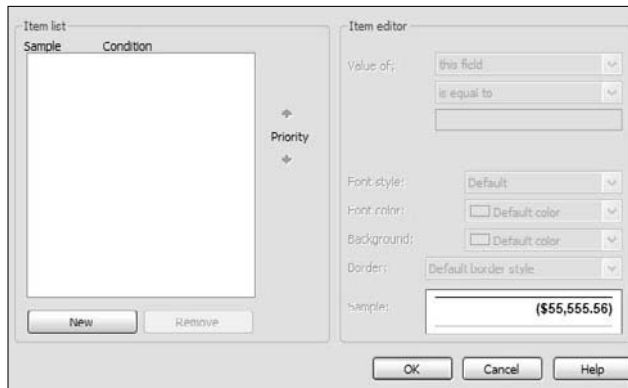 Item list
Sample Condition
Priority
New Remove
Item editor
Value of: this field
is equal to
Font style: Default
Font color: Default color
Background: Default color
Border: Default border style
Sample: ($55,555.56)
OK Cancel Help